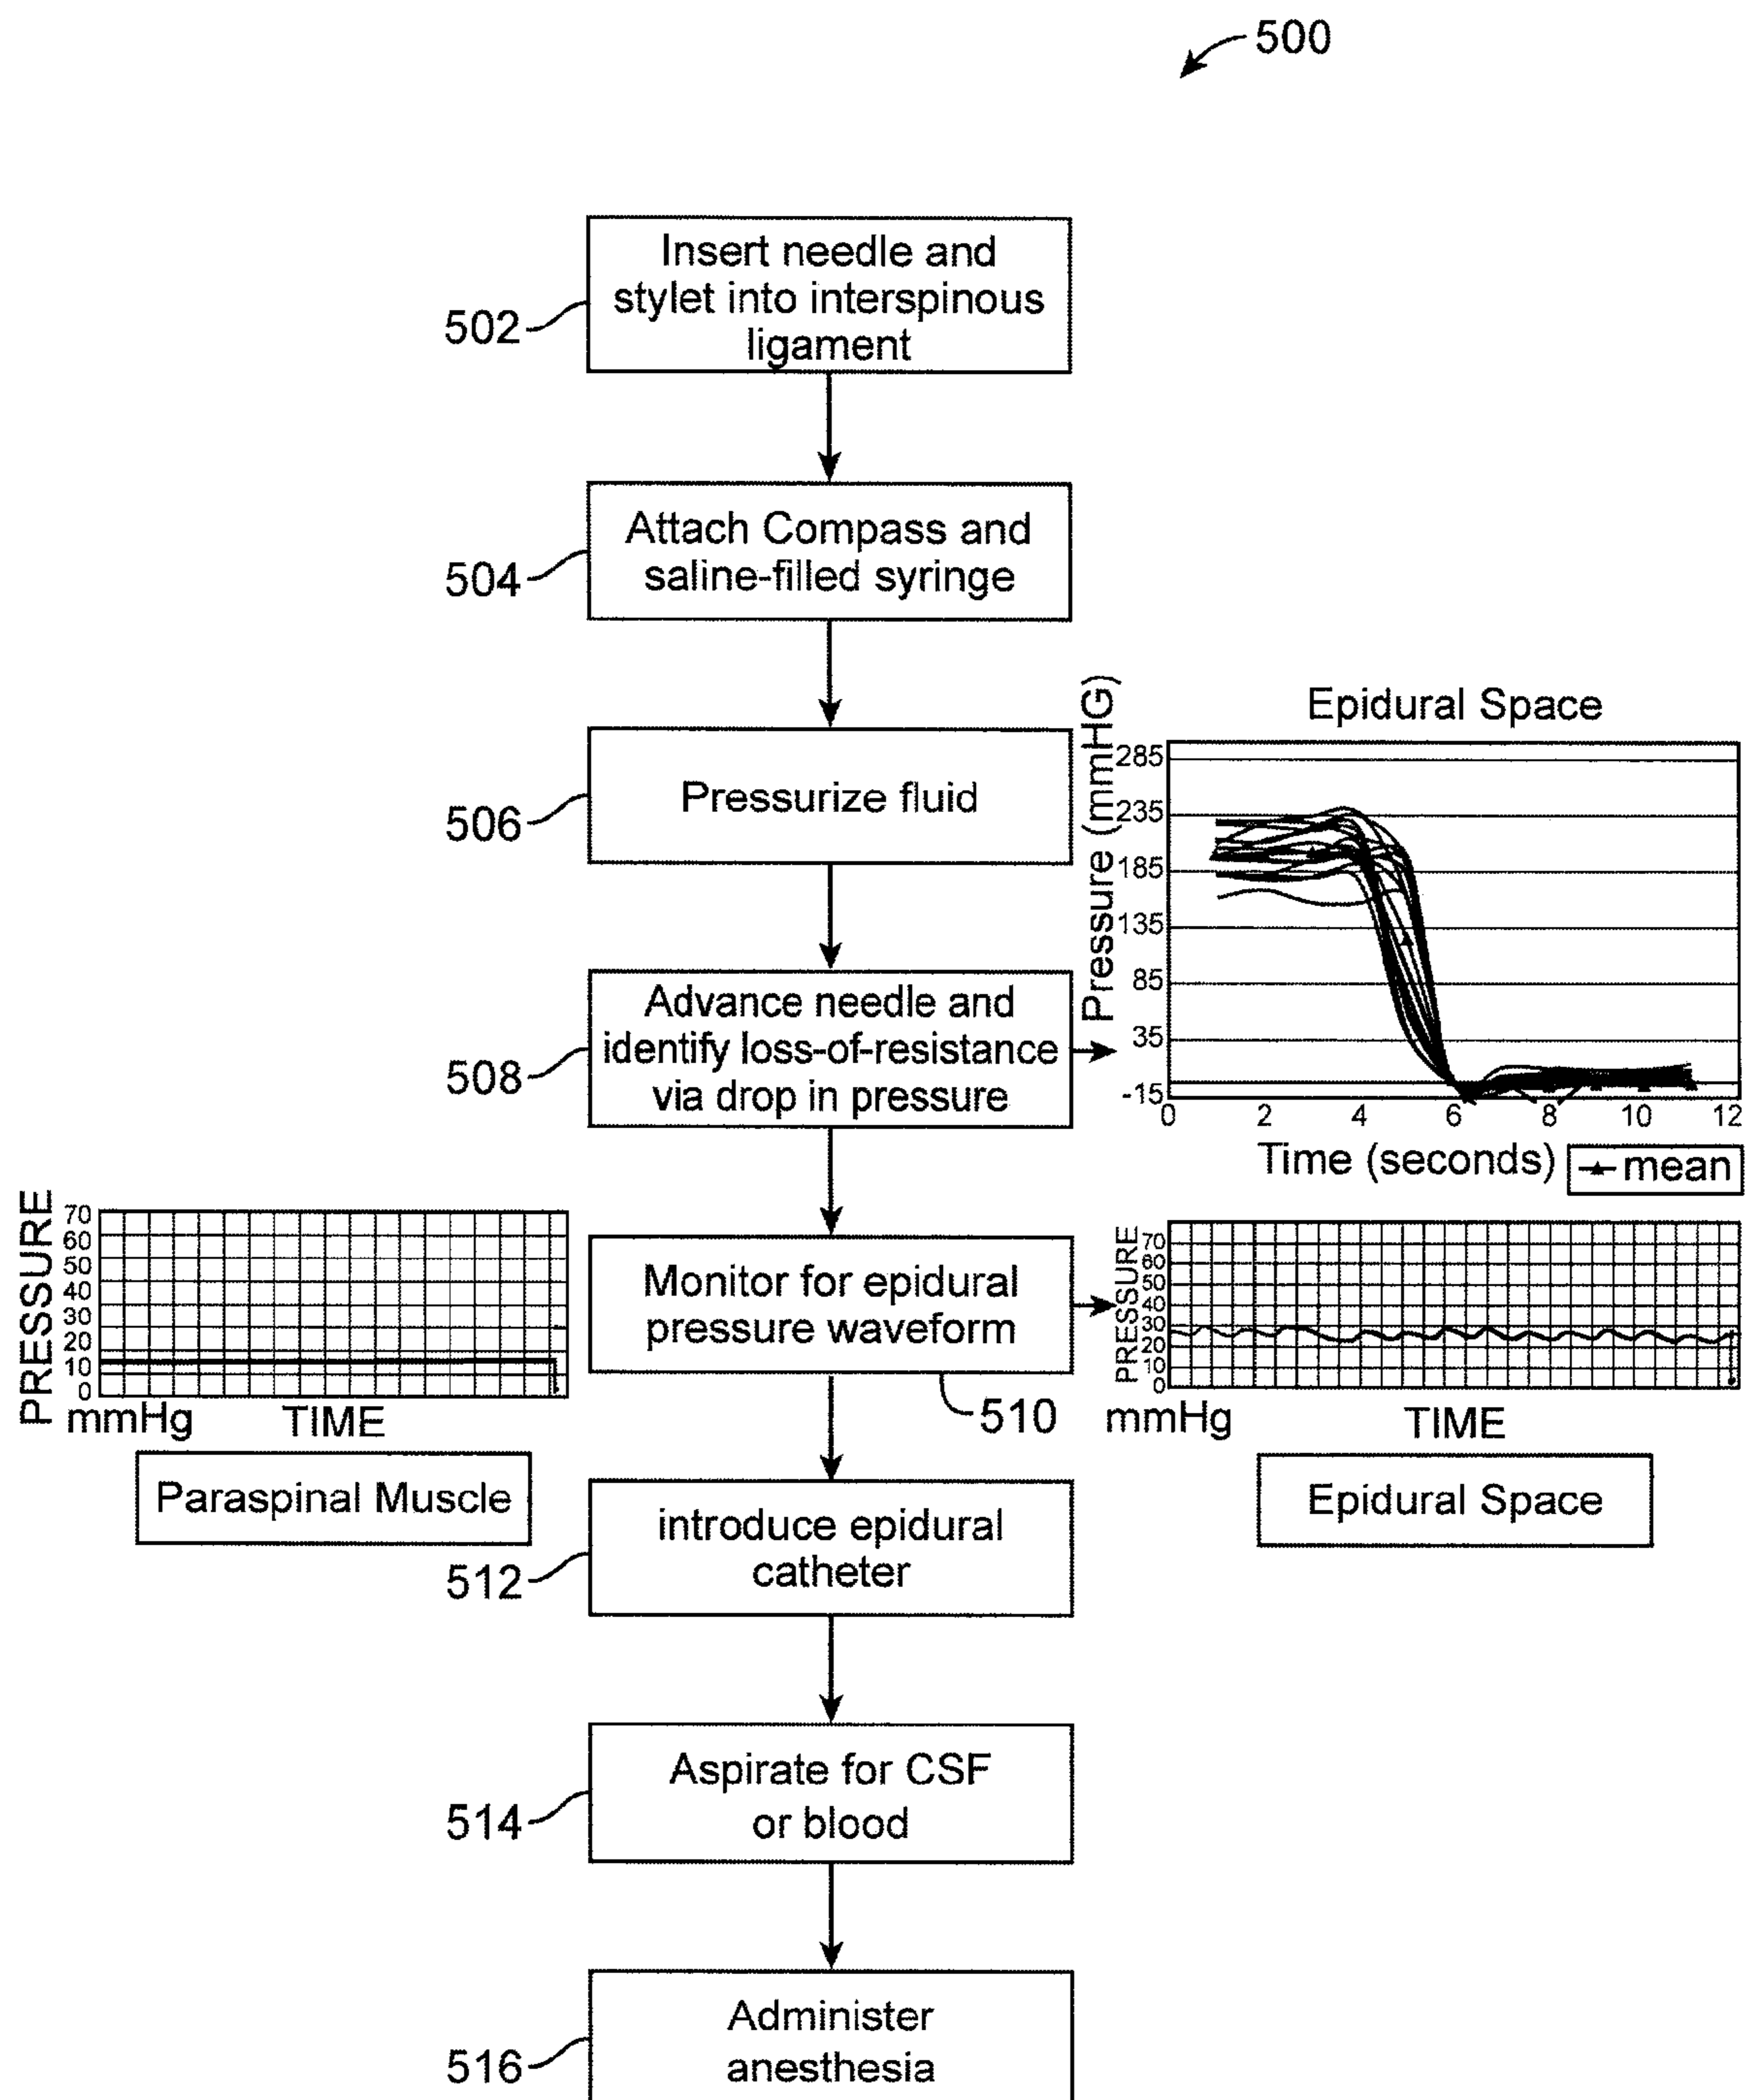 500
Insert needle and
stylet into interspinous
ligament
502
Attach Compass and
saline-filled syringe
504
Pressurize fluid
506
Advance needle and
identify loss-of-resistance
via drop in pressure
508
Epidural Space
Pressure (mmHG)
285
235
185
135
85
35
-15
0 2 4 6 8 10 12
Time (seconds)
mean
PRESSURE
70
60
50
40
30
20
10
0
mmHg TIME
Paraspinal Muscle
Monitor for epidural
pressure waveform
510
PRESSURE
70
60
50
40
30
20
10
0
mmHg TIME
Epidural Space
introduce epidural
catheter
512
Aspirate for CSF
or blood
514
Administer
anesthesia
516